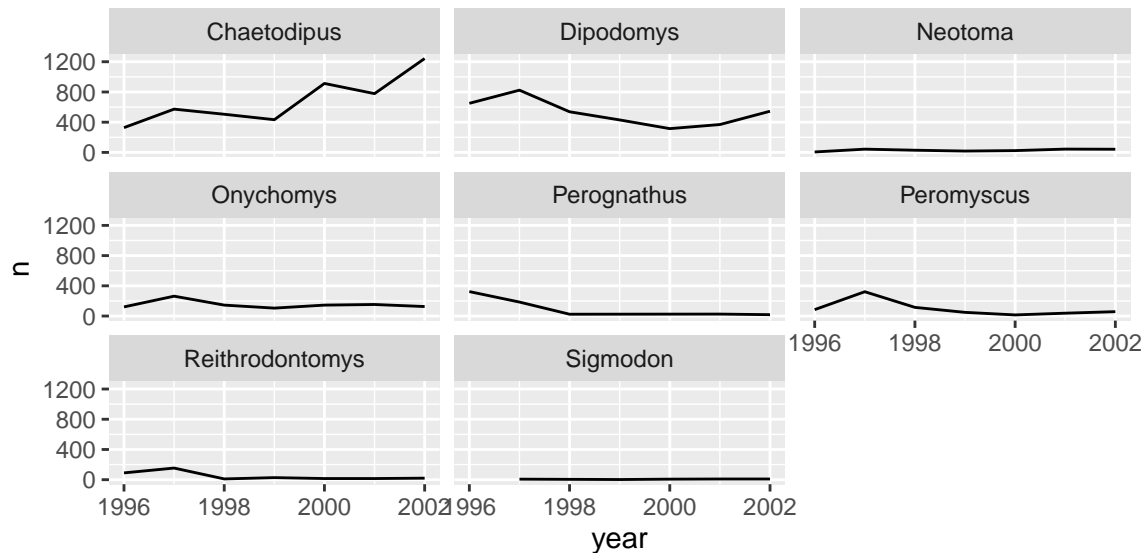 Chaetodipus Dipodomys Neotoma
1200
800
400
0
Onychomys Perognathus Peromyscus
1200
800
400
0
1996 1998 2000 2002
Reithrodontomys Sigmodon
1200
800
400
0
1996 1998 2000 2002 1996 1998 2000 2002
n
year